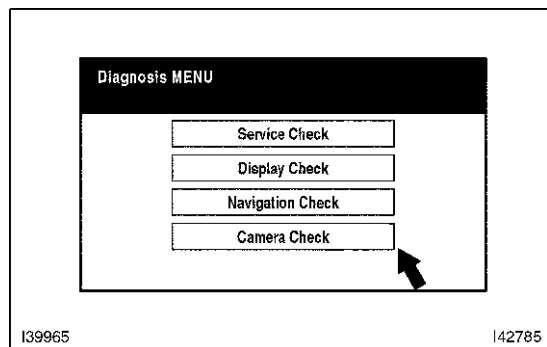 Diagnosis MENU
Service Check
Display Check
Navigation Check
Camera Check
I39965
I42785